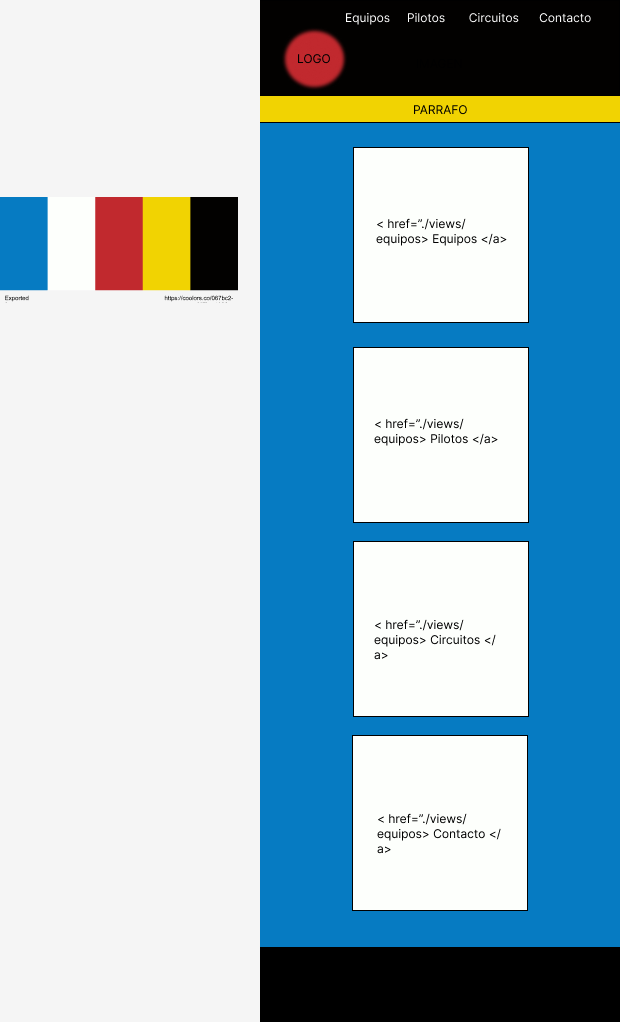 Equipos Pilotos Circuitos Contacto
LOGO
PARRAFO
Exported
https://coolors.co/067bc2-
< href=”./views/
equipos> Equipos </a>
< href=”./views/
equipos> Pilotos </a>
< href=”./views/
equipos> Circuitos </
a>
< href=”./views/
equipos> Contacto </
a>